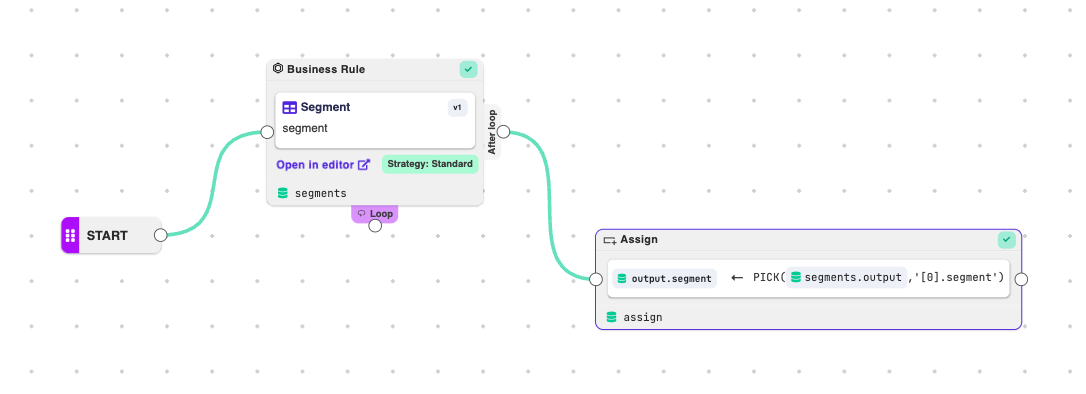 Business Rule
Segment
v1
segment
After loop
Open in editor
Strategy: Standard
segments
Loop
START
Assign
output.segment ← PICK( segments.output ,'[0].segment')
assign